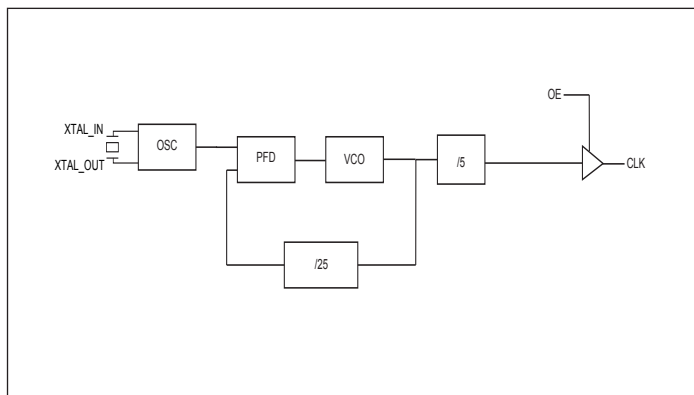 OE
XTAL_IN
OSC
XTAL_OUT
PFD
VCO
/5
CLK
/25